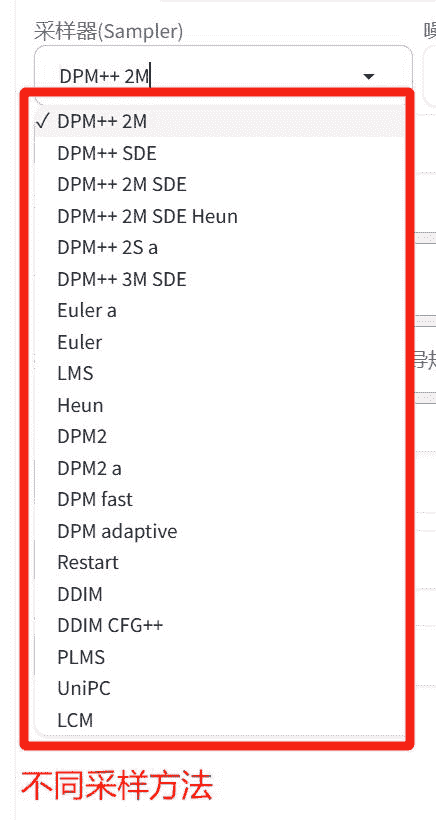 采样器(Sampler)
DPM++ 2M
✓ DPM++ 2M
DPM++ SDE
DPM++ 2M SDE
DPM++ 2M SDE Heun
DPM++ 2S a
DPM++ 3M SDE
Euler a
Euler
LMS
Heun
DPM2
DPM2 a
DPM fast
DPM adaptive
Restart
DDIM
DDIM CFG++
PLMS
UniPC
LCM
不同采样方法